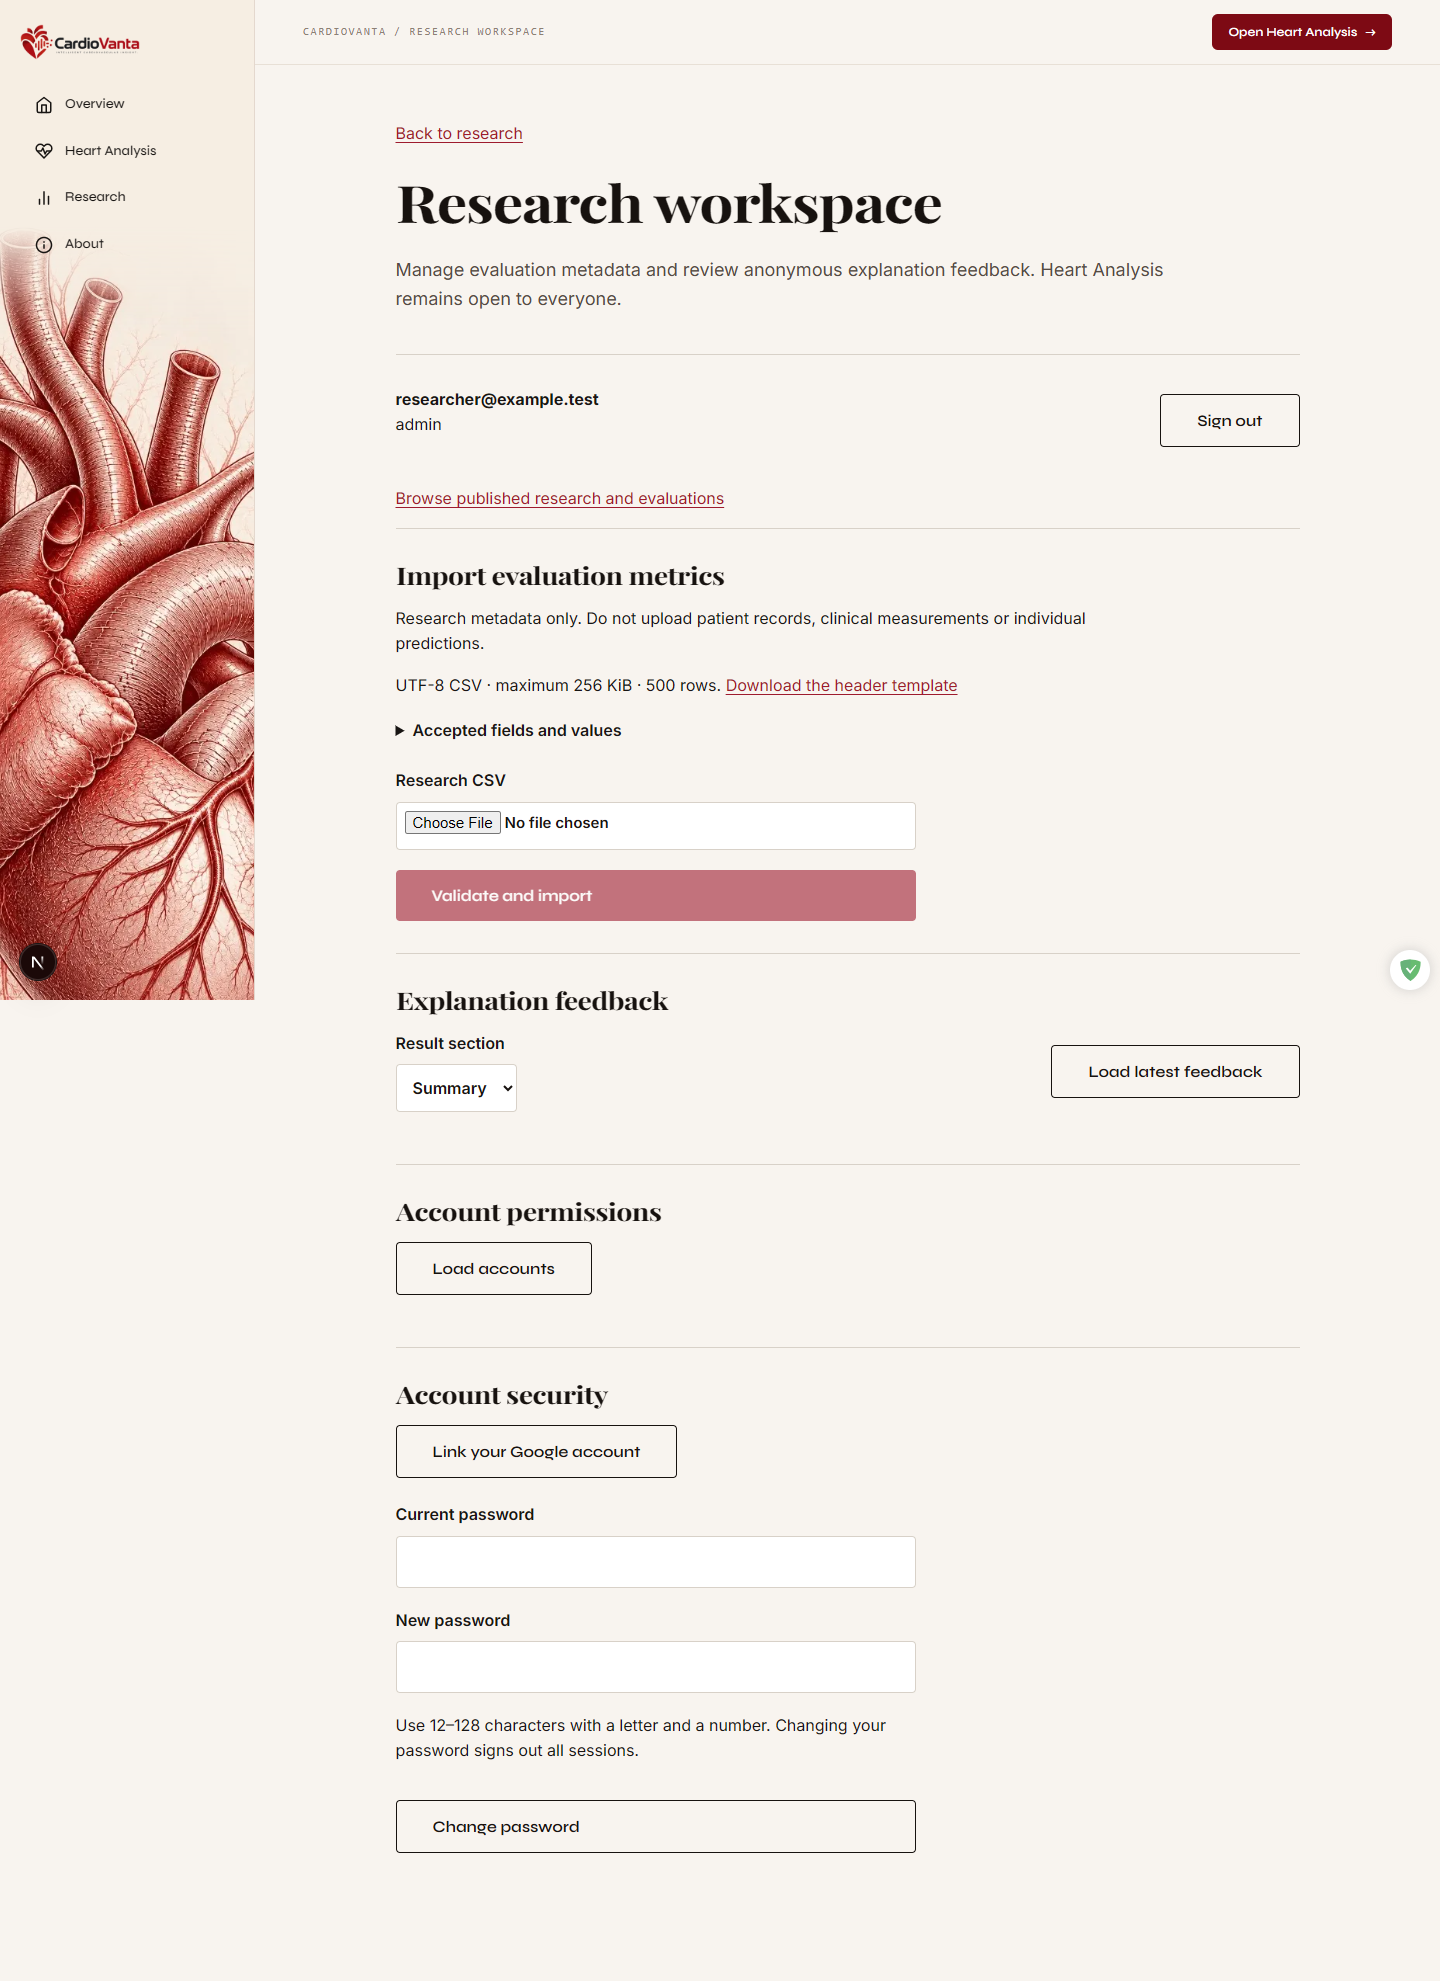 CardioVanta
Overview
Heart Analysis
Research
About
CARDIOVANTA / RESEARCH WORKSPACE
Open Heart Analysis →
Back to research
Research workspace
Manage evaluation metadata and review anonymous explanation feedback. Heart Analysis
remains open to everyone.
researcher@example.test
admin
Sign out
Browse published research and evaluations
Import evaluation metrics
Research metadata only. Do not upload patient records, clinical measurements or individual
predictions.
UTF-8 CSV · maximum 256 KiB · 500 rows. Download the header template
Accepted fields and values
Research CSV
Choose File No file chosen
Validate and import
Explanation feedback
Result section
Summary
Load latest feedback
Account permissions
Load accounts
Account security
Link your Google account
Current password
New password
Use 12–128 characters with a letter and a number. Changing your
password signs out all sessions.
Change password
N